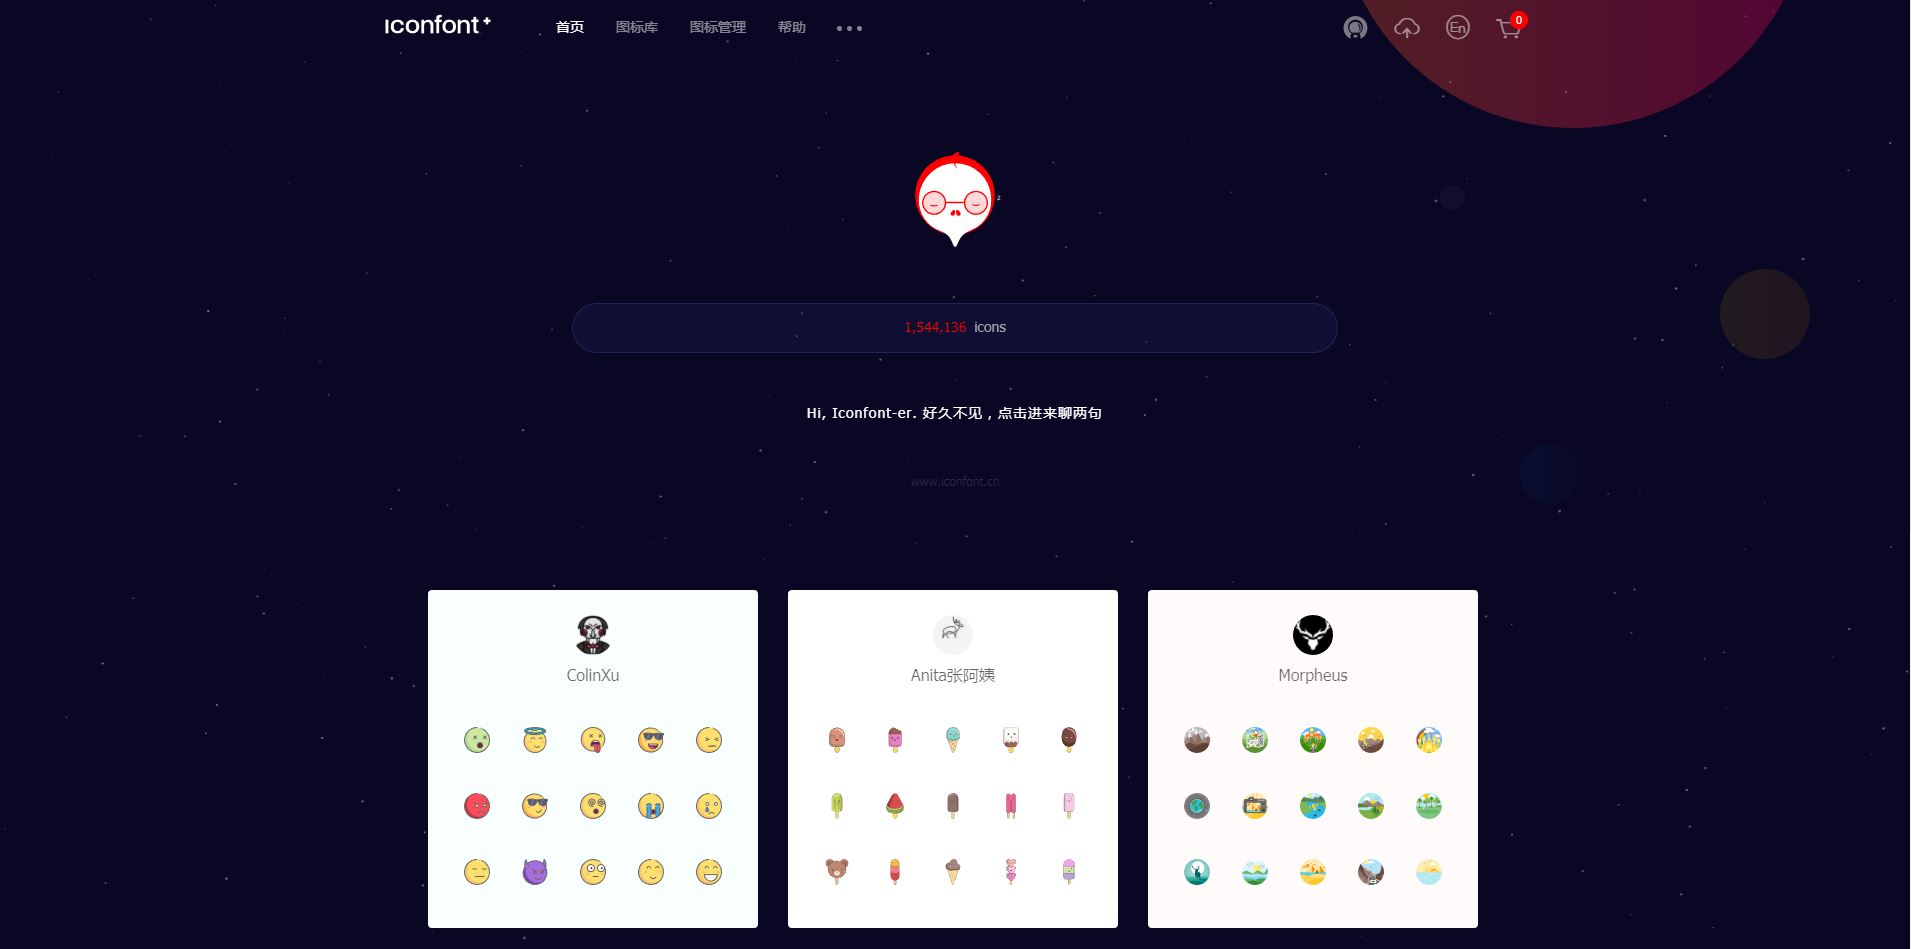 iconfont+
首页 图标库 图标管理 帮助 En 0
z
1,544,136 icons
Hi, Iconfont-er. 好久不见，点击进来聊两句
www.iconfont.cn
ColinXu Anita张阿姨 Morpheus